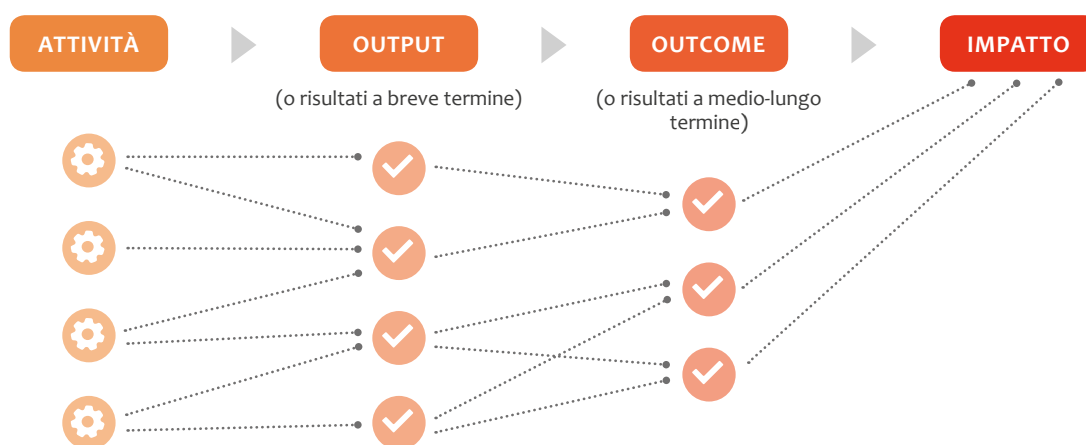 ATTIVITÀ
OUTPUT
OUTCOME
IMPATTO
(o risultati a breve termine)
(o risultati a medio-lungo
termine)